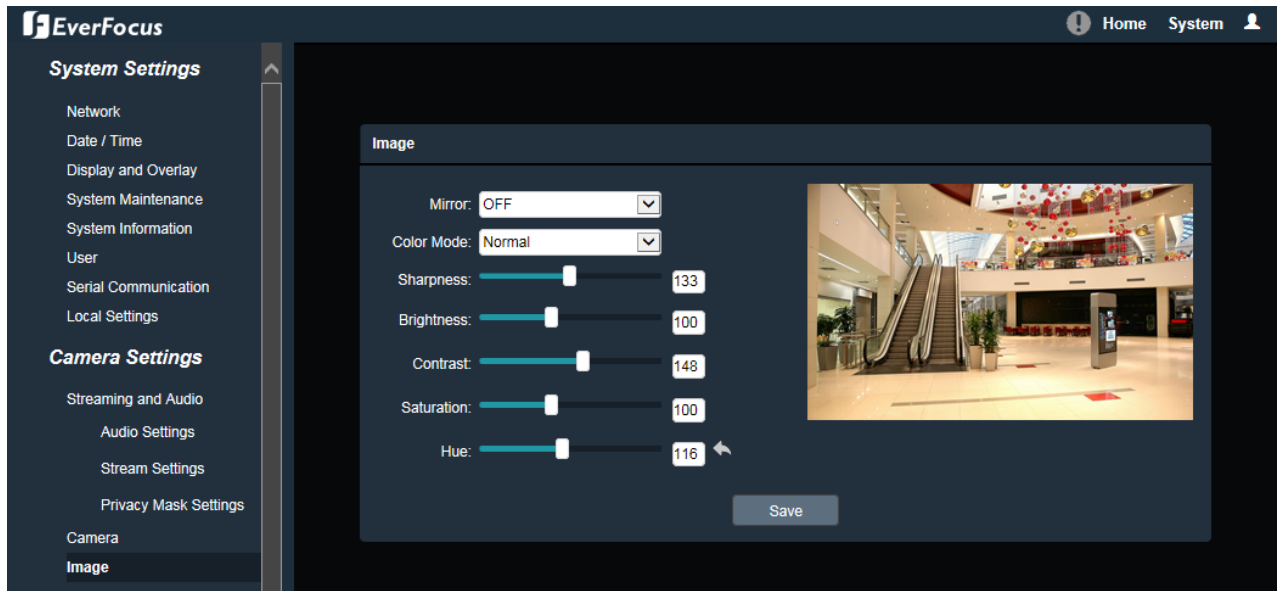 EverFocus
Home System
System Settings
Network
Date / Time
Display and Overlay
System Maintenance
System Information
User
Serial Communication
Local Settings
Camera Settings
Streaming and Audio
Audio Settings
Stream Settings
Privacy Mask Settings
Camera
Image
Image
Mirror: OFF
Color Mode: Normal
Sharpness: 133
Brightness: 100
Contrast: 148
Saturation: 100
Hue: 116
Save